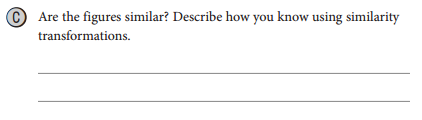 C Are the figures similar? Describe how you know using similarity
transformations.